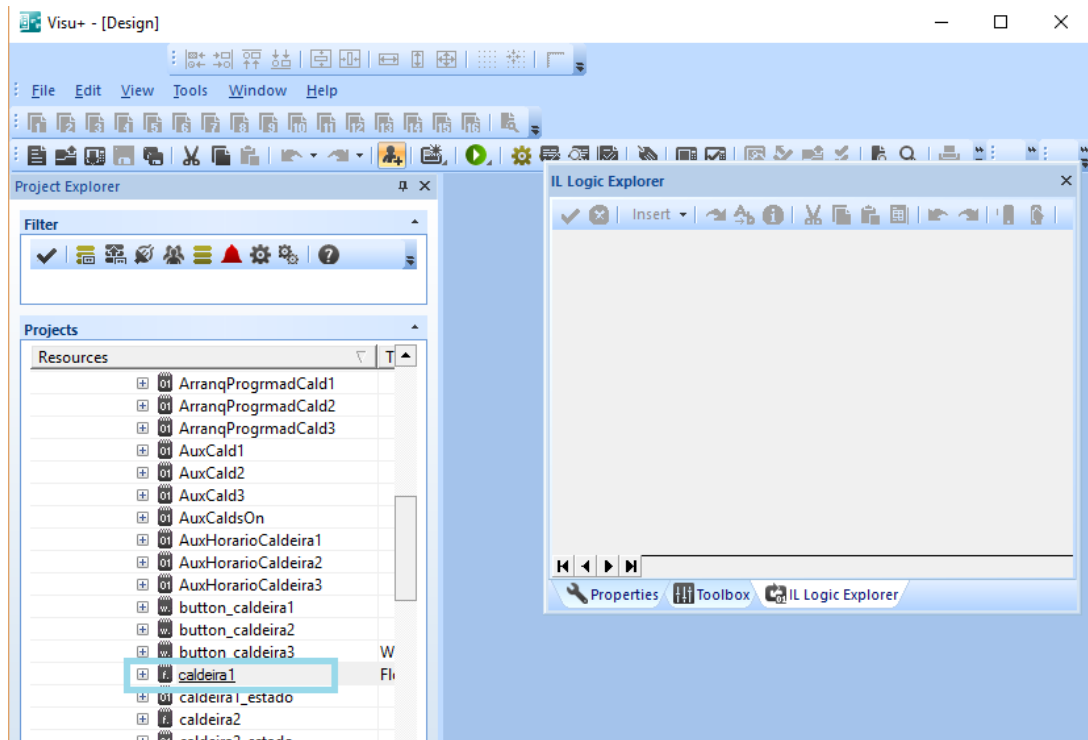 Visu+ - [Design]
File Edit View Tools Window Help
Project Explorer
Filter
Projects
Resources T
ArranqProgrmadCald1
ArranqProgrmadCald2
ArranqProgrmadCald3
AuxCald1
AuxCald2
AuxCald3
AuxCaldsOn
AuxHorarioCaldeira1
AuxHorarioCaldeira2
AuxHorarioCaldeira3
button_caldeira1
button_caldeira2
button_caldeira3 W
caldeira1 Flo
caldeira1_estado
caldeira2
IL Logic Explorer
Insert
Properties Toolbox IL Logic Explorer